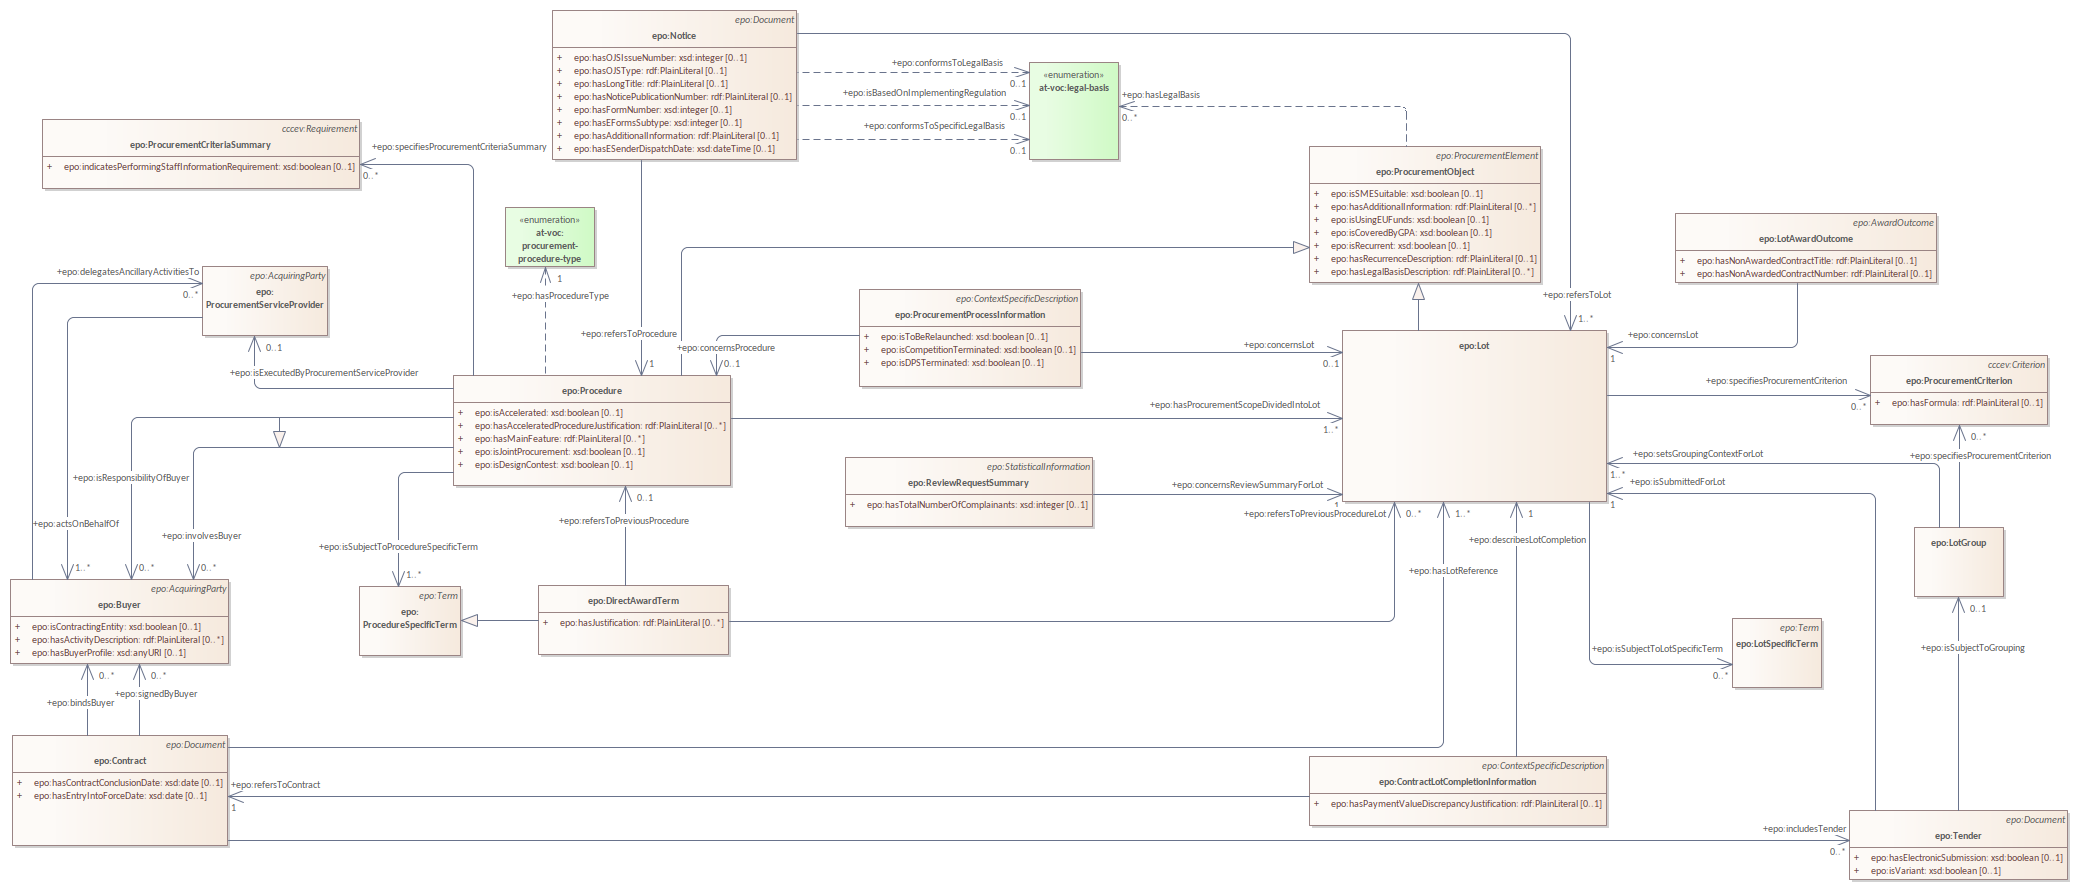 epo:Document
epo:Notice
+ epo:hasOJSIssueNumber: xsd:integer [0..1]
+ epo:hasOJSType: rdf:PlainLiteral [0..1]
+ epo:hasLongTitle: rdf:PlainLiteral [0..1]
+ epo:hasNoticePublicationNumber: rdf:PlainLiteral [0..1]
+ epo:hasFormNumber: xsd:integer [0..1]
+ epo:hasEFormsSubtype: xsd:integer [0..1]
+ epo:hasAdditionalInformation: rdf:PlainLiteral [0..1]
+ epo:hasESenderDispatchDate: xsd:dateTime [0..1]
+epo:conformsToLegalBasis
0..1
+epo:isBasedOnImplementingRegulation
0..1
+epo:conformsToSpecificLegalBasis
0..1
«enumeration»
at-voc:legal-basis
+epo:hasLegalBasis
0..*
cccev:Requirement
epo:ProcurementCriteriaSummary
+ epo:indicatesPerformingStaffInformationRequirement: xsd:boolean [0..1]
+epo:specifiesProcurementCriteriaSummary
0..*
epo:ProcurementElement
epo:ProcurementObject
+ epo:isSMESuitable: xsd:boolean [0..1]
+ epo:hasAdditionalInformation: rdf:PlainLiteral [0..*]
+ epo:isUsingEUFunds: xsd:boolean [0..1]
+ epo:isCoveredByGPA: xsd:boolean [0..1]
+ epo:isRecurrent: xsd:boolean [0..1]
+ epo:hasRecurrenceDescription: rdf:PlainLiteral [0..1]
+ epo:hasLegalBasisDescription: rdf:PlainLiteral [0..*]
«enumeration»
at-voc:
procurement-
procedure-type
1
+epo:hasProcedureType
epo:AwardOutcome
epo:LotAwardOutcome
+ epo:hasNonAwardedContractTitle: rdf:PlainLiteral [0..1]
+ epo:hasNonAwardedContractNumber: rdf:PlainLiteral [0..1]
+epo:delegatesAncillaryActivitiesTo
0..*
epo:AcquiringParty
epo:
ProcurementServiceProvider
0..1
+epo:isExecutedByProcurementServiceProvider
+epo:refersToProcedure
1
+epo:concernsProcedure
0..1
epo:ContextSpecificDescription
epo:ProcurementProcessInformation
+ epo:isToBeRelaunched: xsd:boolean [0..1]
+ epo:isCompetitionTerminated: xsd:boolean [0..1]
+ epo:isDPSTerminated: xsd:boolean [0..1]
+epo:concernsLot
0..1
+epo:refersToLot
1..*
epo:Lot
+epo:concernsLot
1
cccev:Criterion
epo:ProcurementCriterion
+ epo:hasFormula: rdf:PlainLiteral [0..1]
+epo:specifiesProcurementCriterion
0..*
epo:Procedure
+ epo:isAccelerated: xsd:boolean [0..1]
+ epo:hasAcceleratedProcedureJustification: rdf:PlainLiteral [0..*]
+ epo:hasMainFeature: rdf:PlainLiteral [0..*]
+ epo:isJointProcurement: xsd:boolean [0..1]
+ epo:isDesignContest: xsd:boolean [0..1]
+epo:hasProcurementScopeDividedIntoLot
1..*
0..*
+epo:specifiesProcurementCriterion
+epo:setsGroupingContextForLot
1..*
+epo:isSubmittedForLot
1
epo:StatisticalInformation
epo:ReviewRequestSummary
+ epo:hasTotalNumberOfComplainants: xsd:integer [0..1]
+epo:concernsReviewSummaryForLot
1
+epo:refersToPreviousProcedureLot
0..*
1..*
1
+epo:describesLotCompletion
+epo:hasLotReference
+epo:isResponsibilityOfBuyer
+epo:actsOnBehalfOf
+epo:involvesBuyer
1..*
0..*
0..*
0..1
+epo:refersToPreviousProcedure
+epo:isSubjectToProcedureSpecificTerm
1..*
epo:LotGroup
0..1
+epo:isSubjectToGrouping
epo:AcquiringParty
epo:Buyer
+ epo:isContractingEntity: xsd:boolean [0..1]
+ epo:hasActivityDescription: rdf:PlainLiteral [0..*]
+ epo:hasBuyerProfile: xsd:anyURI [0..1]
epo:Term
epo:
ProcedureSpecificTerm
epo:DirectAwardTerm
+ epo:hasJustification: rdf:PlainLiteral [0..*]
epo:Term
epo:LotSpecificTerm
+epo:isSubjectToLotSpecificTerm
0..*
0..*
0..*
+epo:signedByBuyer
+epo:bindsBuyer
epo:Document
epo:Contract
+ epo:hasContractConclusionDate: xsd:date [0..1]
+ epo:hasEntryIntoForceDate: xsd:date [0..1]
+epo:refersToContract
1
epo:ContextSpecificDescription
epo:ContractLotCompletionInformation
+ epo:hasPaymentValueDiscrepancyJustification: rdf:PlainLiteral [0..1]
+epo:includesTender
0..*
epo:Document
epo:Tender
+ epo:hasElectronicSubmission: xsd:boolean [0..1]
+ epo:isVariant: xsd:boolean [0..1]